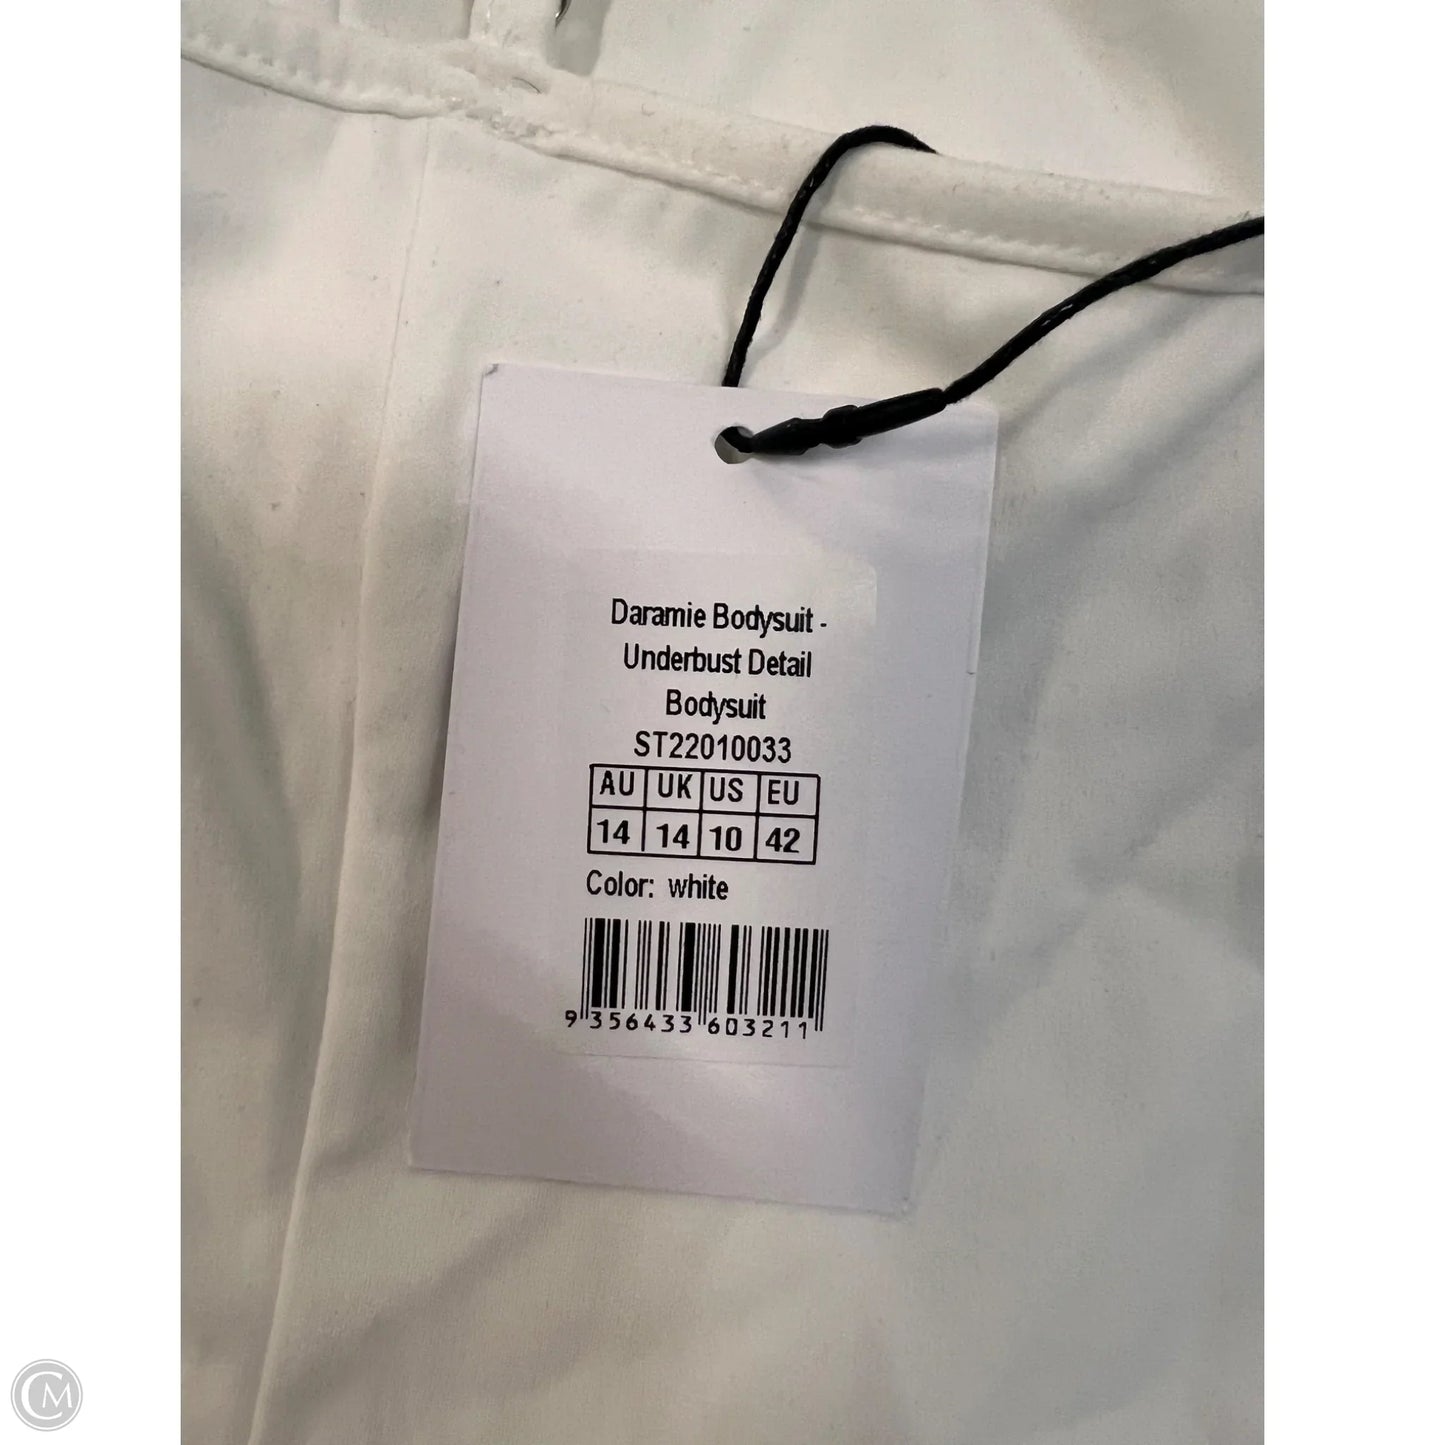 Daramie Bodysuit -
Underbust Detail
Bodysuit
ST22010033
AU UK US EU
14 14 10 42
Color: white
9 356433 603211
CM